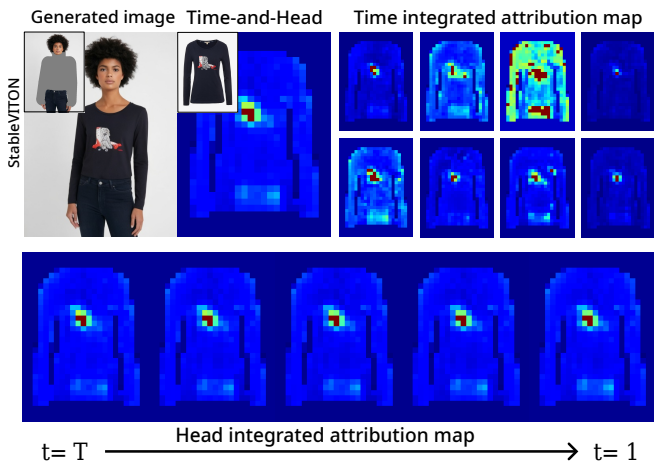 Generated image
Time-and-Head
Time integrated attribution map
StableVITON
Head integrated attribution map
t= T
t= 1